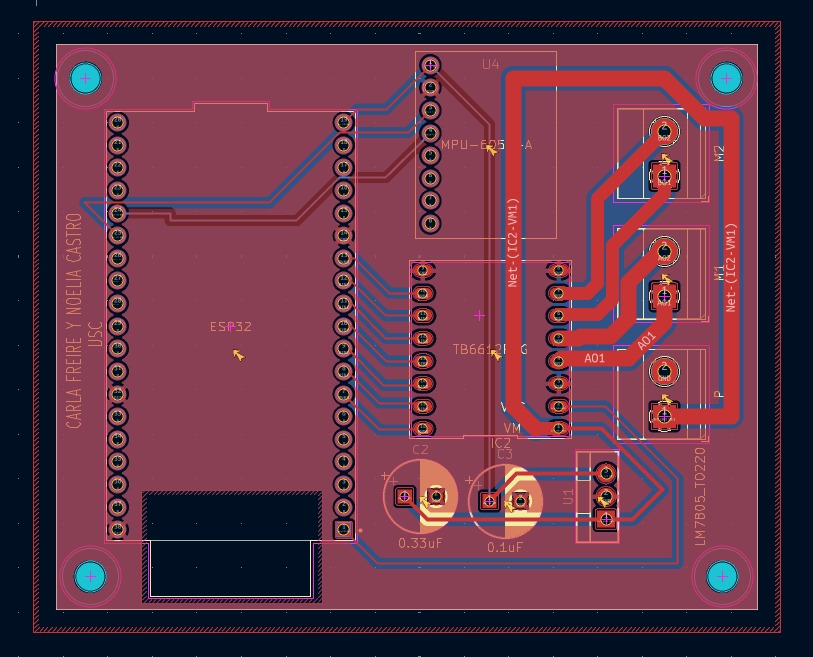 U4
MPU-6050-A
M2
Net-(IC2-VM1)
Net-(IC2-VM1)
M1
CARLA FREIRE Y NOELIA CASTRO
USC
ESP32
AO1
AO1
P
VM
IC2
C2
C3
U1
0.33uF
0.1uF
LM7805_TO220